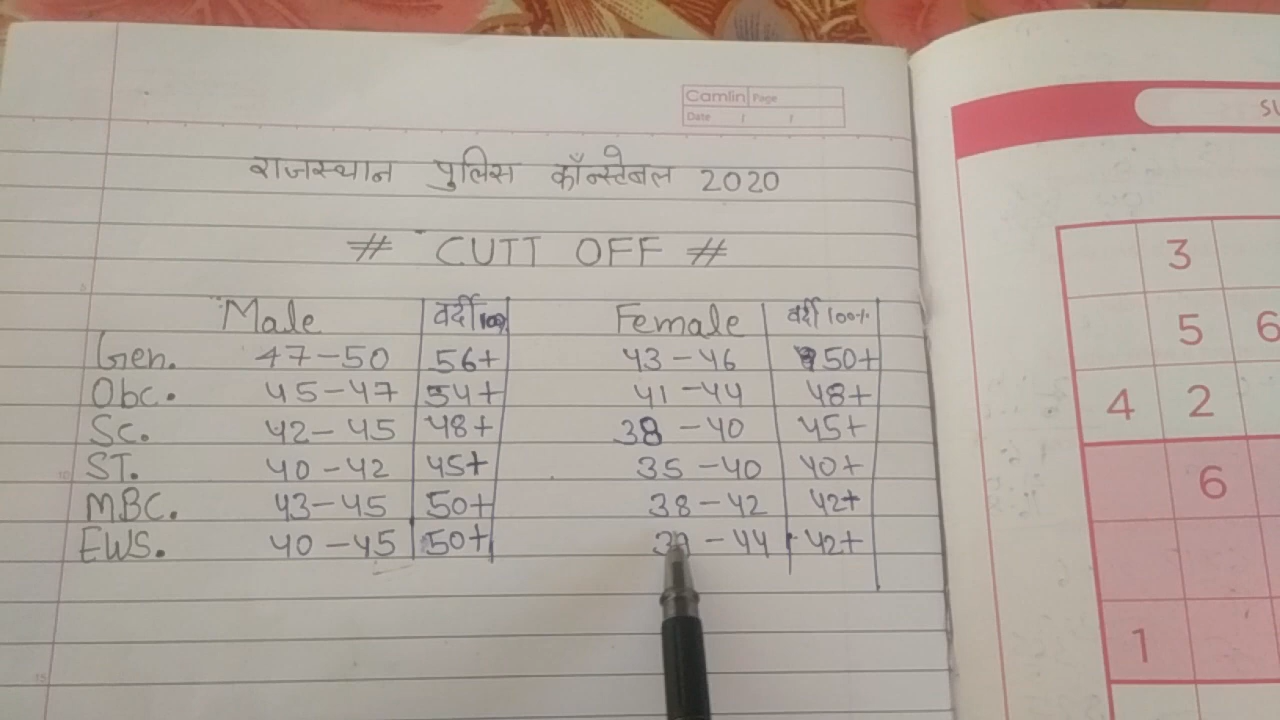 Camlin Page
Date / /
राजस्थान पुलिस कॉन्स्टेबल 2020
# CUTT OFF #
Male वर्दी 100% Female वर्दी 100%
Gen. 47-50 56+ 43-46 50+
Obc. 45-47 54+ 41-44 48+
Sc. 42-45 48+ 38-40 45+
ST. 40-42 45+ 35-40 40+
MBC. 43-45 50+ 38-42 42+
EWS. 40-45 50+ 39-44 42+
SU
3
5 6
4 2
6
1